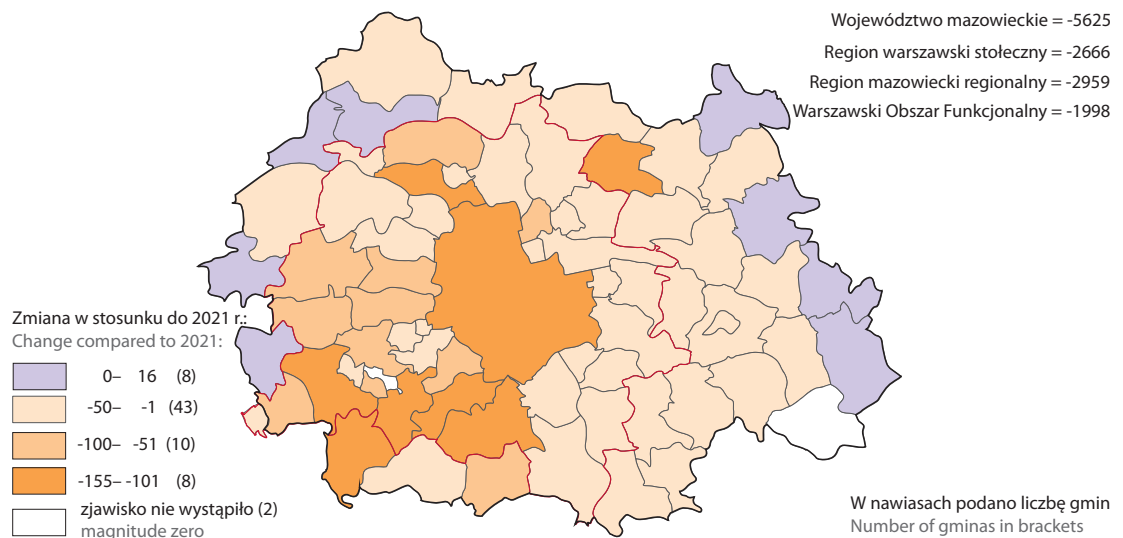 Województwo mazowieckie = -5625
Region warszawski stołeczny = -2666
Region mazowiecki regionalny = -2959
Warszawski Obszar Funkcjonalny = -1998
Zmiana w stosunku do 2021 r.:
Change compared to 2021:
0– 16 (8)
-50– -1 (43)
-100– -51 (10)
-155– -101 (8)
zjawisko nie wystąpiło (2)
magnitude zero
W nawiasach podano liczbę gmin
Number of gminas in brackets